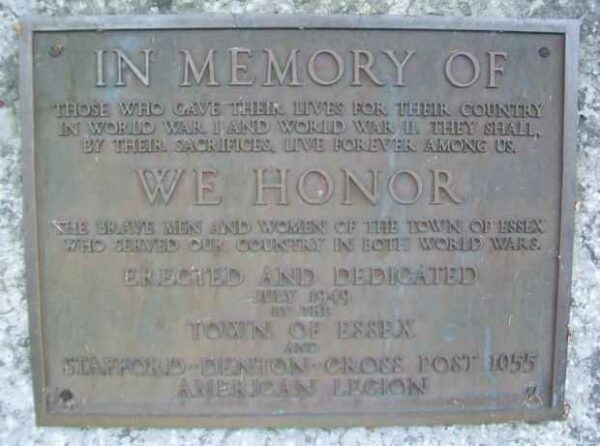 IN MEMORY OF
THOSE WHO GAVE THEIR LIVES FOR THEIR COUNTRY
IN WORLD WAR I AND WORLD WAR II. THEY SHALL,
BY THEIR SACRIFICES, LIVE FOREVER AMONG US.
WE HONOR
THE BRAVE MEN AND WOMEN OF THE TOWN OF ESSEX
WHO SERVED OUR COUNTRY IN BOTH WORLD WARS.
ERECTED AND DEDICATED
JULY 1949
BY THE
TOWN OF ESSEX
AND
STAFFORD-DENTON-CROSS POST 1055
AMERICAN LEGION